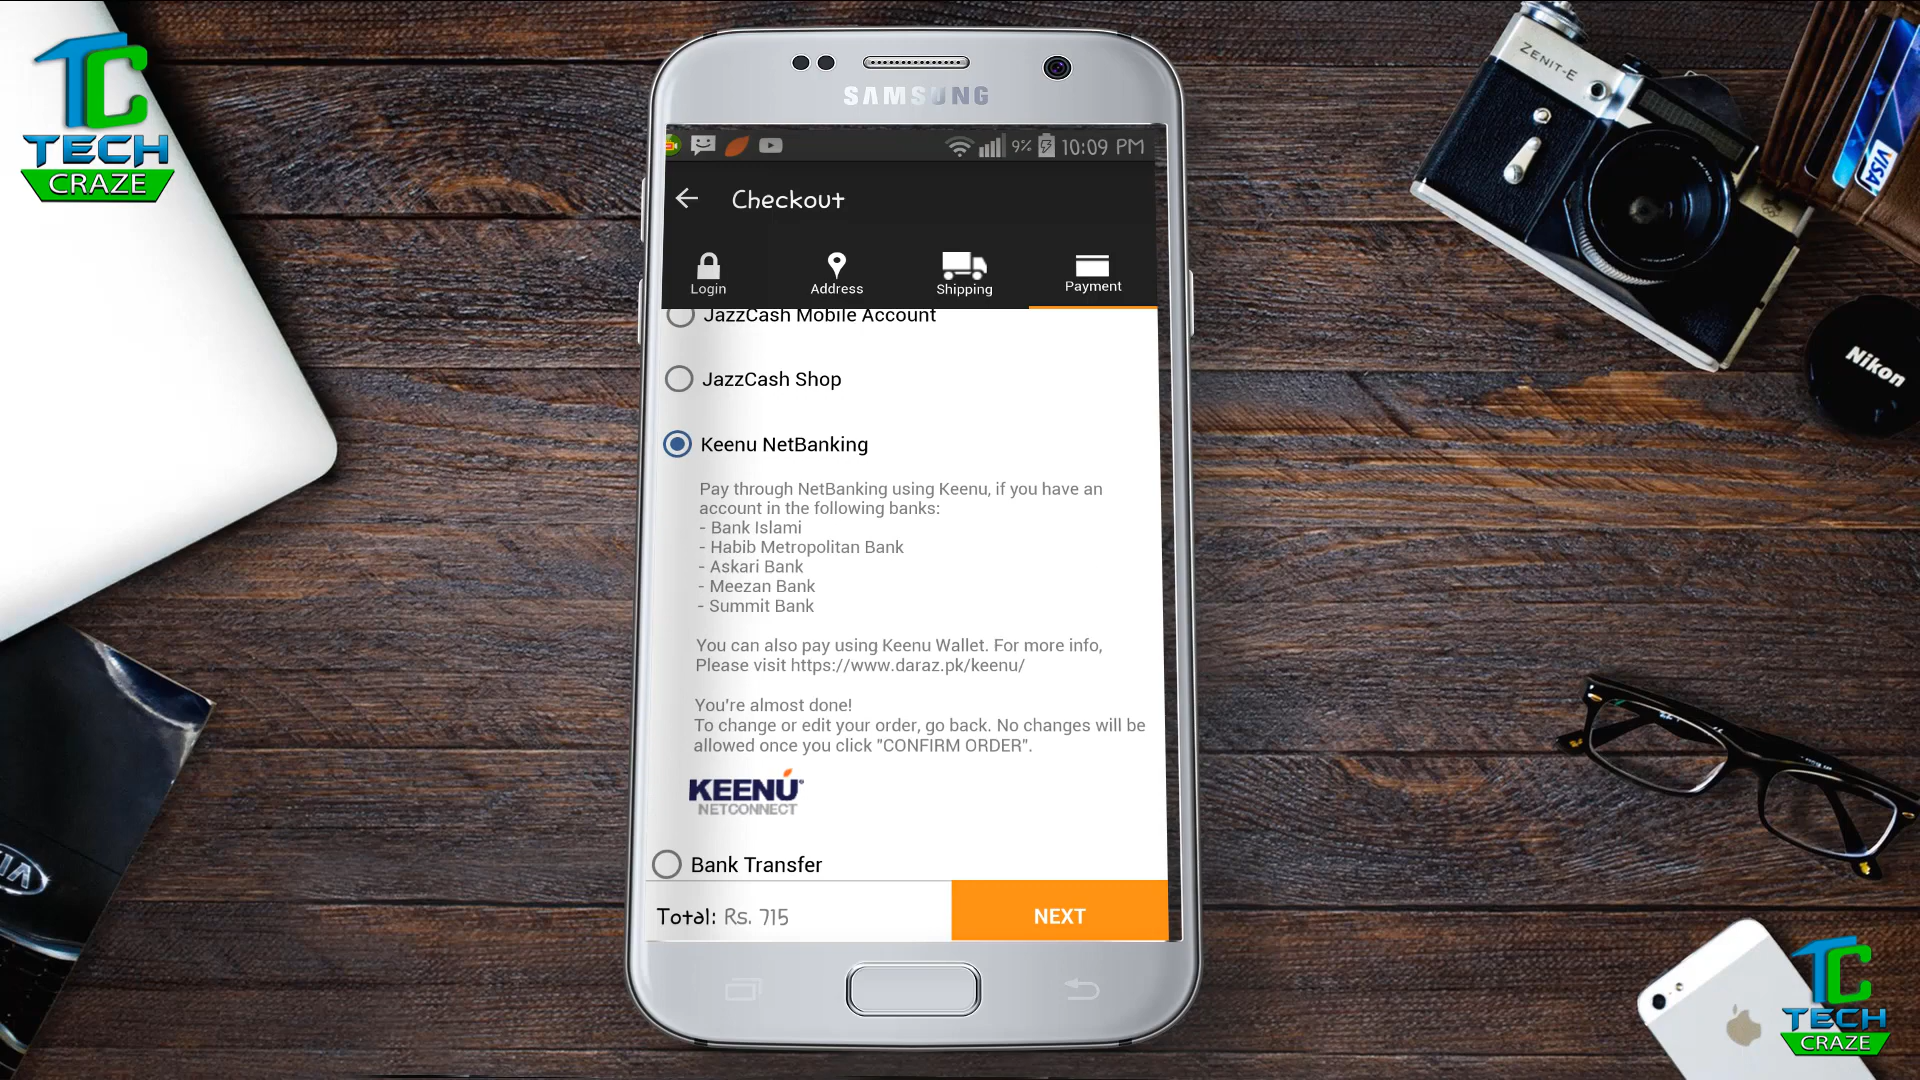 TC
TECH
CRAZE
SAMSUNG
9% 10:09 PM
Checkout
Login
Address
Shipping
Payment
JazzCash Mobile Account
JazzCash Shop
Keenu NetBanking
Pay through NetBanking using Keenu, if you have an
account in the following banks:
- Bank Islami
- Habib Metropolitan Bank
- Askari Bank
- Meezan Bank
- Summit Bank
You can also pay using Keenu Wallet. For more info,
Please visit https://www.daraz.pk/keenu/
You're almost done!
To change or edit your order, go back. No changes will be
allowed once you click "CONFIRM ORDER".
KEENU®
NETCONNECT
Bank Transfer
Total: Rs. 715
NEXT
ZENIT-E
VISA
Nikon
TC
TECH
CRAZE